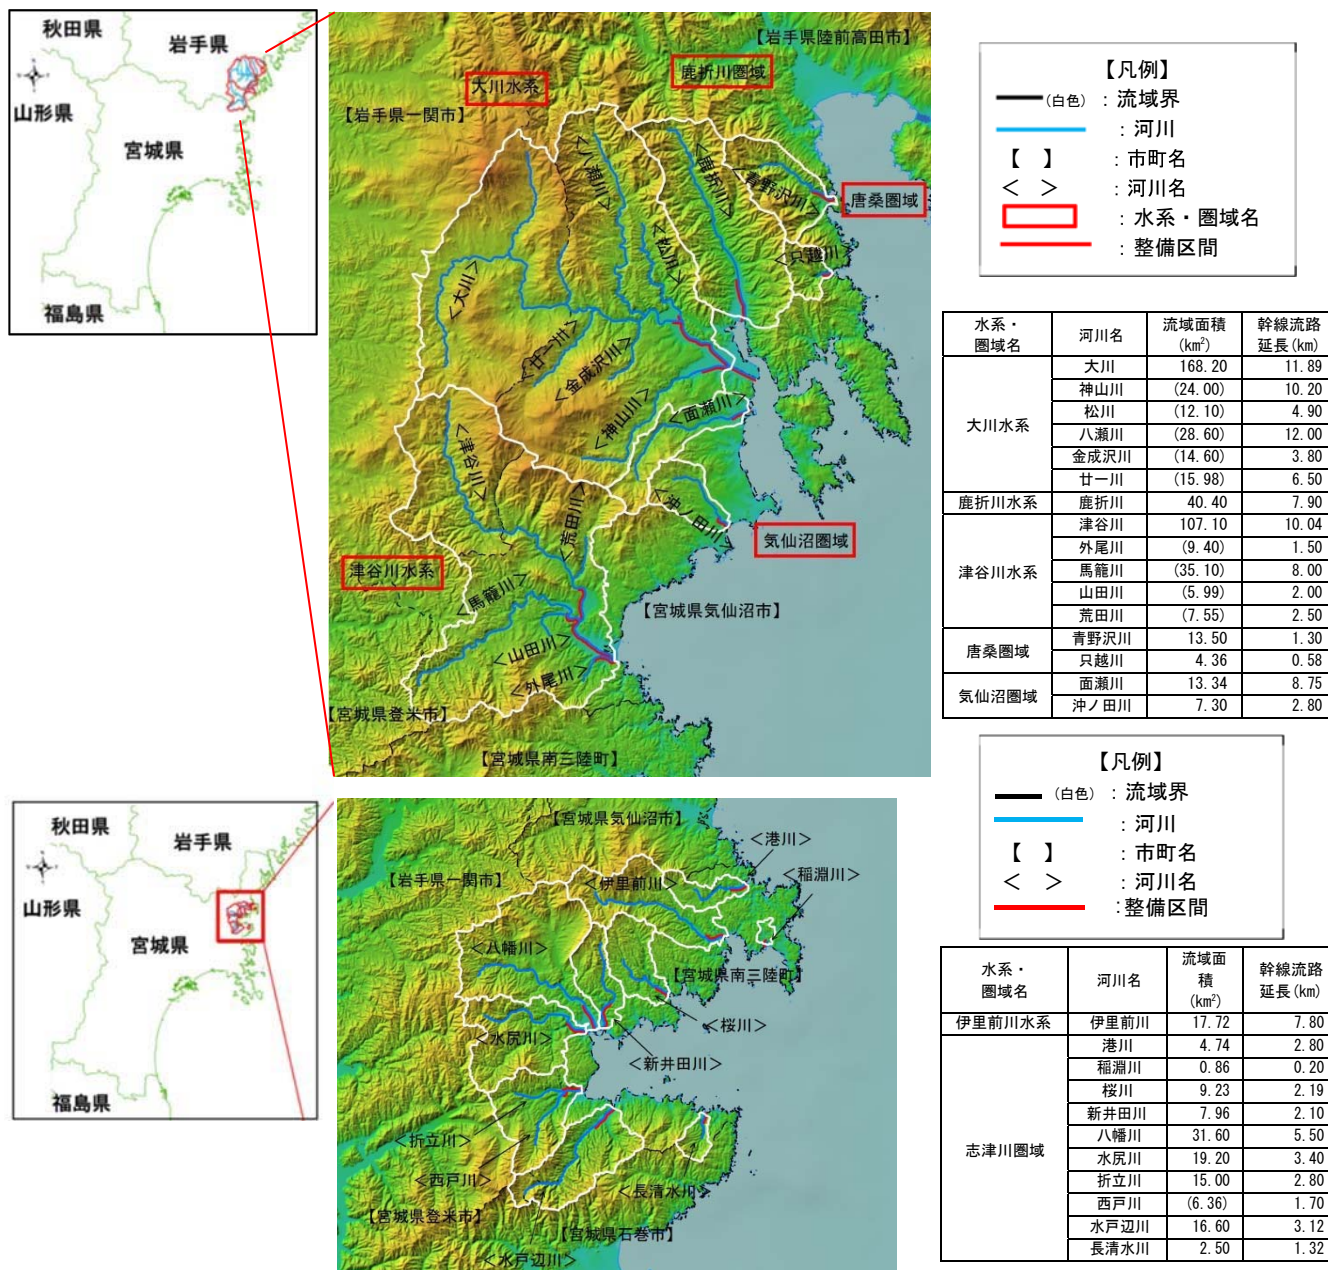 秋田県
岩手県
山形県
宮城県
福島県
【岩手県陸前高田市】
鹿折川圏域
大川水系
【岩手県一関市】
＜八瀬川＞
＜鹿折川＞
＜青野沢川＞
唐桑圏域
＜松川＞
＜只越川＞
＜大川＞
＜廿一川＞
＜金成沢川＞
＜神山川＞
＜面瀬川＞
＜津谷川＞
＜荒田川＞
＜沖ノ田川＞
気仙沼圏域
津谷川水系
＜馬籠川＞
【宮城県気仙沼市】
＜山田川＞
＜外尾川＞
【宮城県登米市】
【宮城県南三陸町】
【凡例】
(白色) ：流域界
：河川
【 】 ：市町名
＜ ＞ ：河川名
：水系・圏域名
：整備区間
水系・圏域名 河川名 流域面積(km²) 幹線流路延長(km)
大川水系 大川 168.20 11.89
神山川 (24.00) 10.20
松川 (12.10) 4.90
八瀬川 (28.60) 12.00
金成沢川 (14.60) 3.80
廿一川 (15.98) 6.50
鹿折川水系 鹿折川 40.40 7.90
津谷川水系 津谷川 107.10 10.04
外尾川 (9.40) 1.50
馬籠川 (35.10) 8.00
山田川 (5.99) 2.00
荒田川 (7.55) 2.50
唐桑圏域 青野沢川 13.50 1.30
只越川 4.36 0.58
気仙沼圏域 面瀬川 13.34 8.75
沖ノ田川 7.30 2.80
秋田県
岩手県
山形県
宮城県
福島県
【宮城県気仙沼市】
＜港川＞
【岩手県一関市】
＜伊里前川＞
＜稲淵川＞
＜八幡川＞
【宮城県南三陸町】
＜水尻川＞
＜桜川＞
＜新井田川＞
＜折立川＞
＜西戸川＞
＜長清水川＞
【宮城県登米市】
【宮城県石巻市】
＜水戸辺川＞
【凡例】
(白色) ：流域界
：河川
【 】 ：市町名
＜ ＞ ：河川名
：整備区間
水系・圏域名 河川名 流域面積(km²) 幹線流路延長(km)
伊里前川水系 伊里前川 17.72 7.80
志津川圏域 港川 4.74 2.80
稲淵川 0.86 0.20
桜川 9.23 2.19
新井田川 7.96 2.10
八幡川 31.60 5.50
水尻川 19.20 3.40
折立川 15.00 2.80
西戸川 (6.36) 1.70
水戸辺川 16.60 3.12
長清水川 2.50 1.32